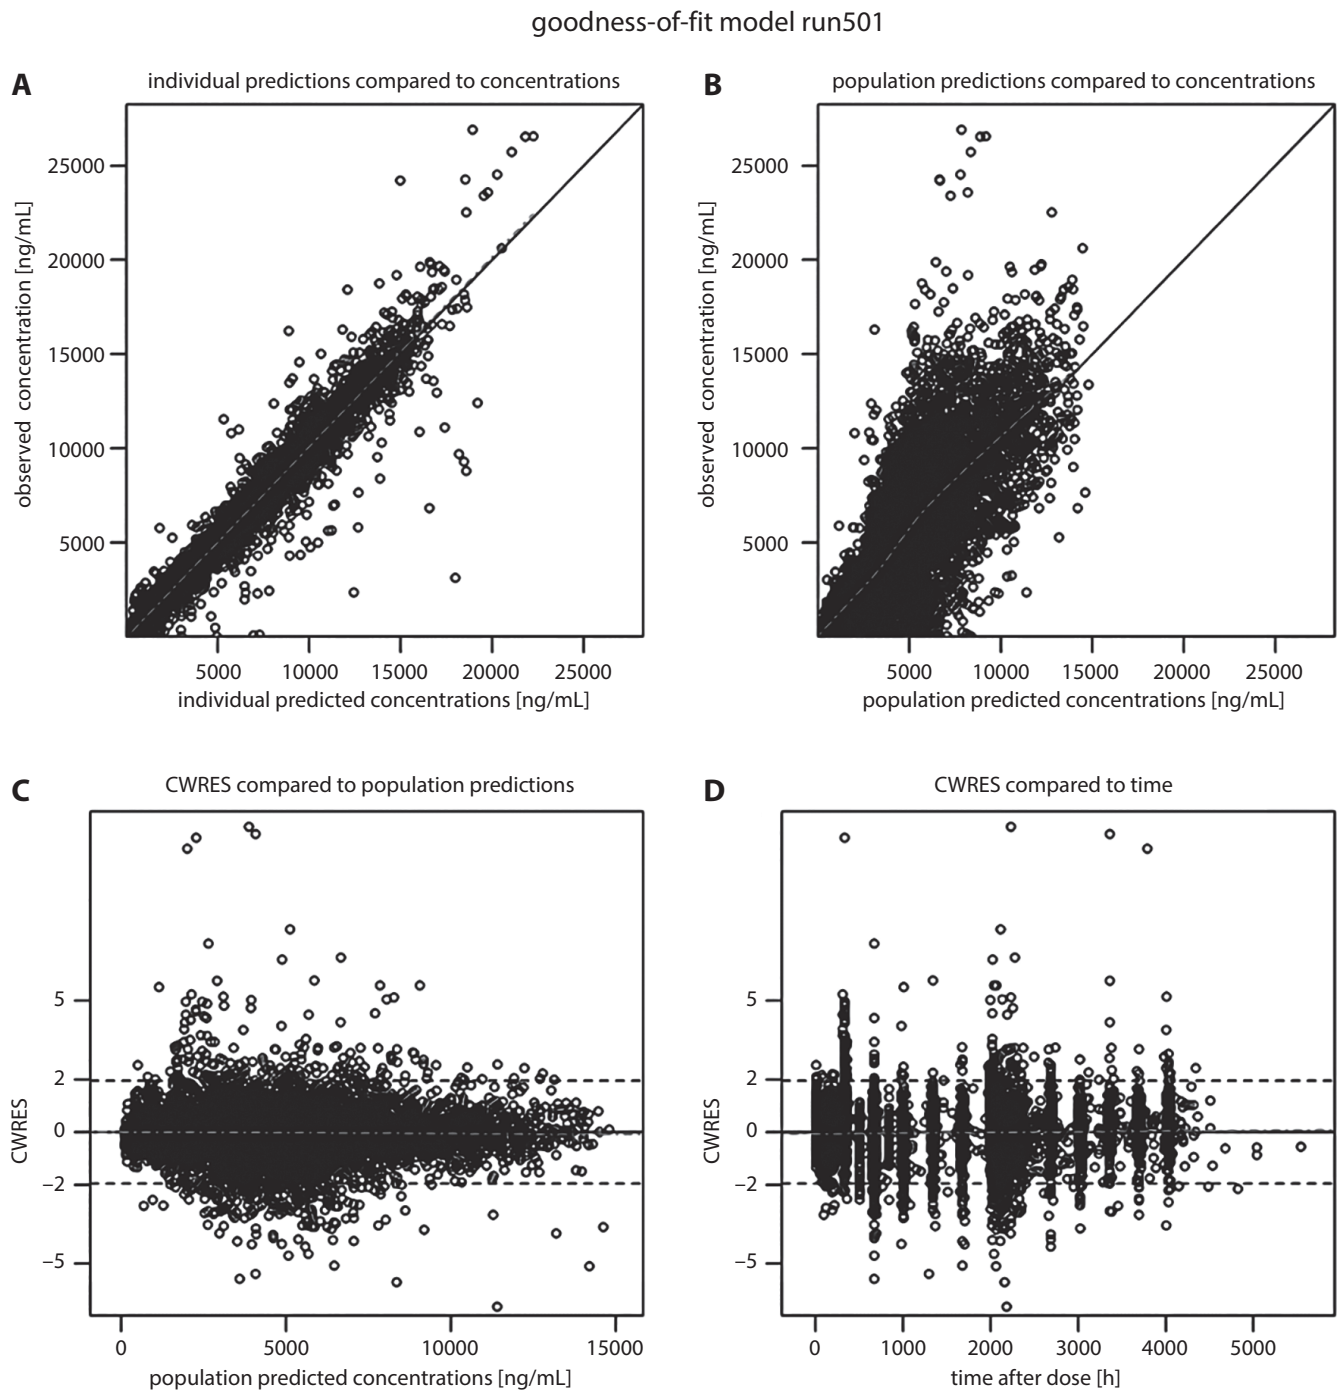 goodness-of-fit model run501
A
individual predictions compared to concentrations
observed concentration [ng/mL]
25000
20000
15000
10000
5000
5000 10000 15000 20000 25000
individual predicted concentrations [ng/mL]
B
population predictions compared to concentrations
observed concentration [ng/mL]
25000
20000
15000
10000
5000
5000 10000 15000 20000 25000
population predicted concentrations [ng/mL]
C
CWRES compared to population predictions
CWRES
5
2
0
−2
−5
0 5000 10000 15000
population predicted concentrations [ng/mL]
D
CWRES compared to time
CWRES
5
2
0
−2
−5
0 1000 2000 3000 4000 5000
time after dose [h]